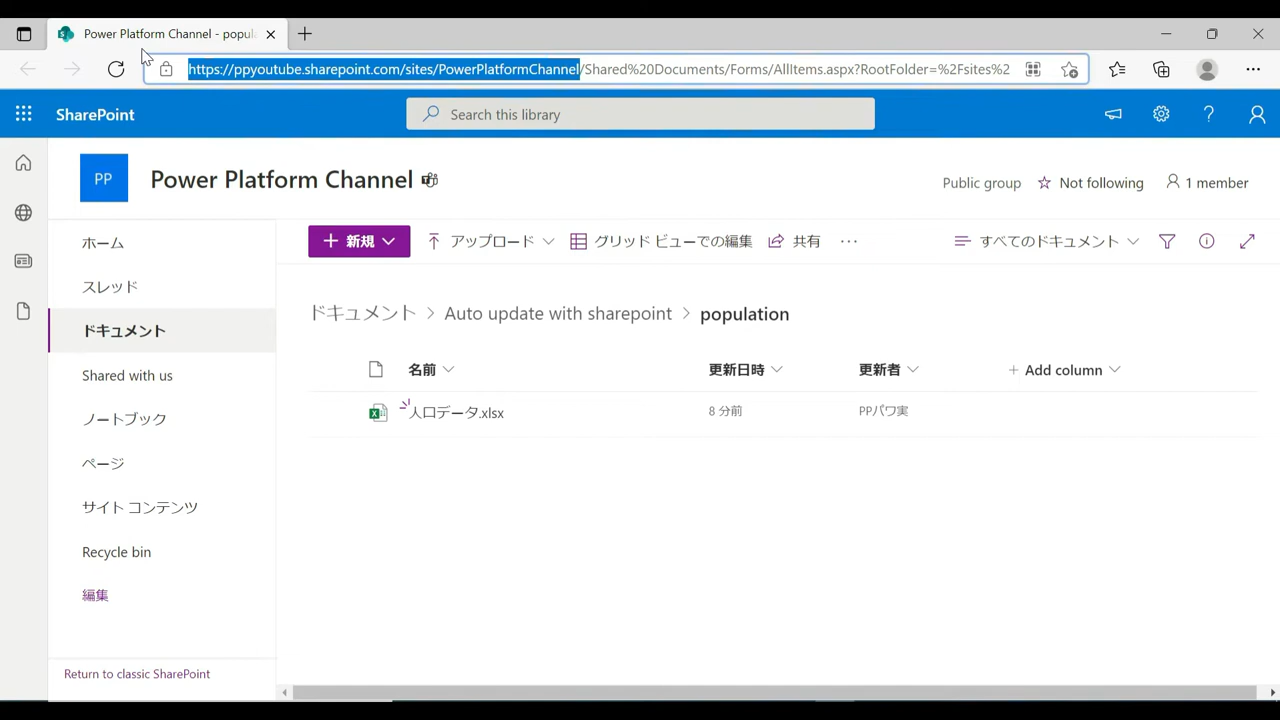 Power Platform Channel - popula
https://ppyoutube.sharepoint.com/sites/PowerPlatformChannel/Shared%20Documents/Forms/AllItems.aspx?RootFolder=%2Fsites%2
SharePoint
Search this library
PP
Power Platform Channel
Public group
Not following
1 member
ホーム
スレッド
ドキュメント
Shared with us
ノートブック
ページ
サイト コンテンツ
Recycle bin
編集
Return to classic SharePoint
新規
アップロード
グリッド ビューでの編集
共有
すべてのドキュメント
ドキュメント > Auto update with sharepoint > population
名前
更新日時
更新者
+ Add column
人口データ.xlsx
8 分前
PPパワ実